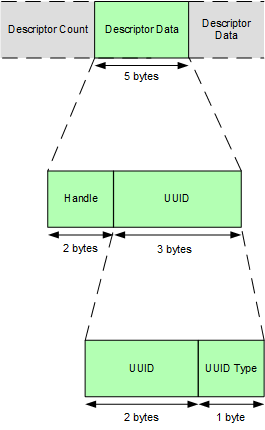 Descriptor Count
Descriptor Data
Descriptor
Data
5 bytes
Handle
UUID
2 bytes
3 bytes
UUID
UUID Type
2 bytes
1 byte